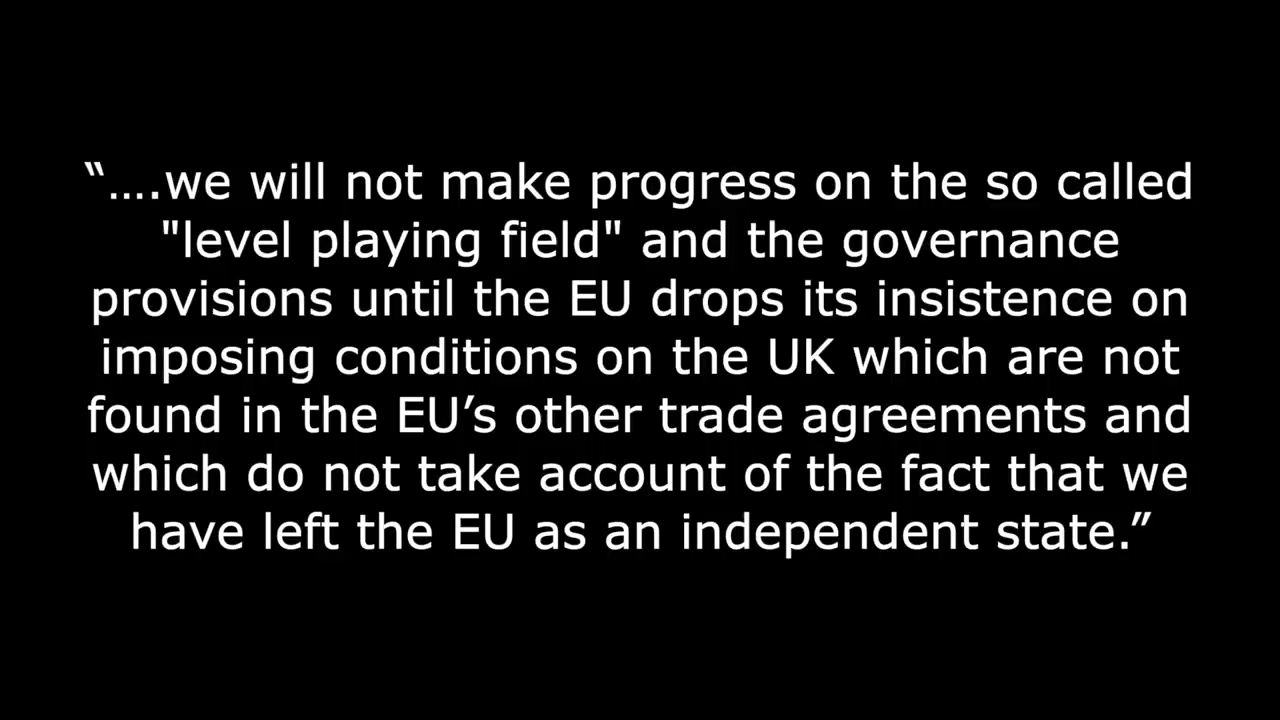 “....we will not make progress on the so called
"level playing field" and the governance
provisions until the EU drops its insistence on
imposing conditions on the UK which are not
found in the EU’s other trade agreements and
which do not take account of the fact that we
have left the EU as an independent state.”